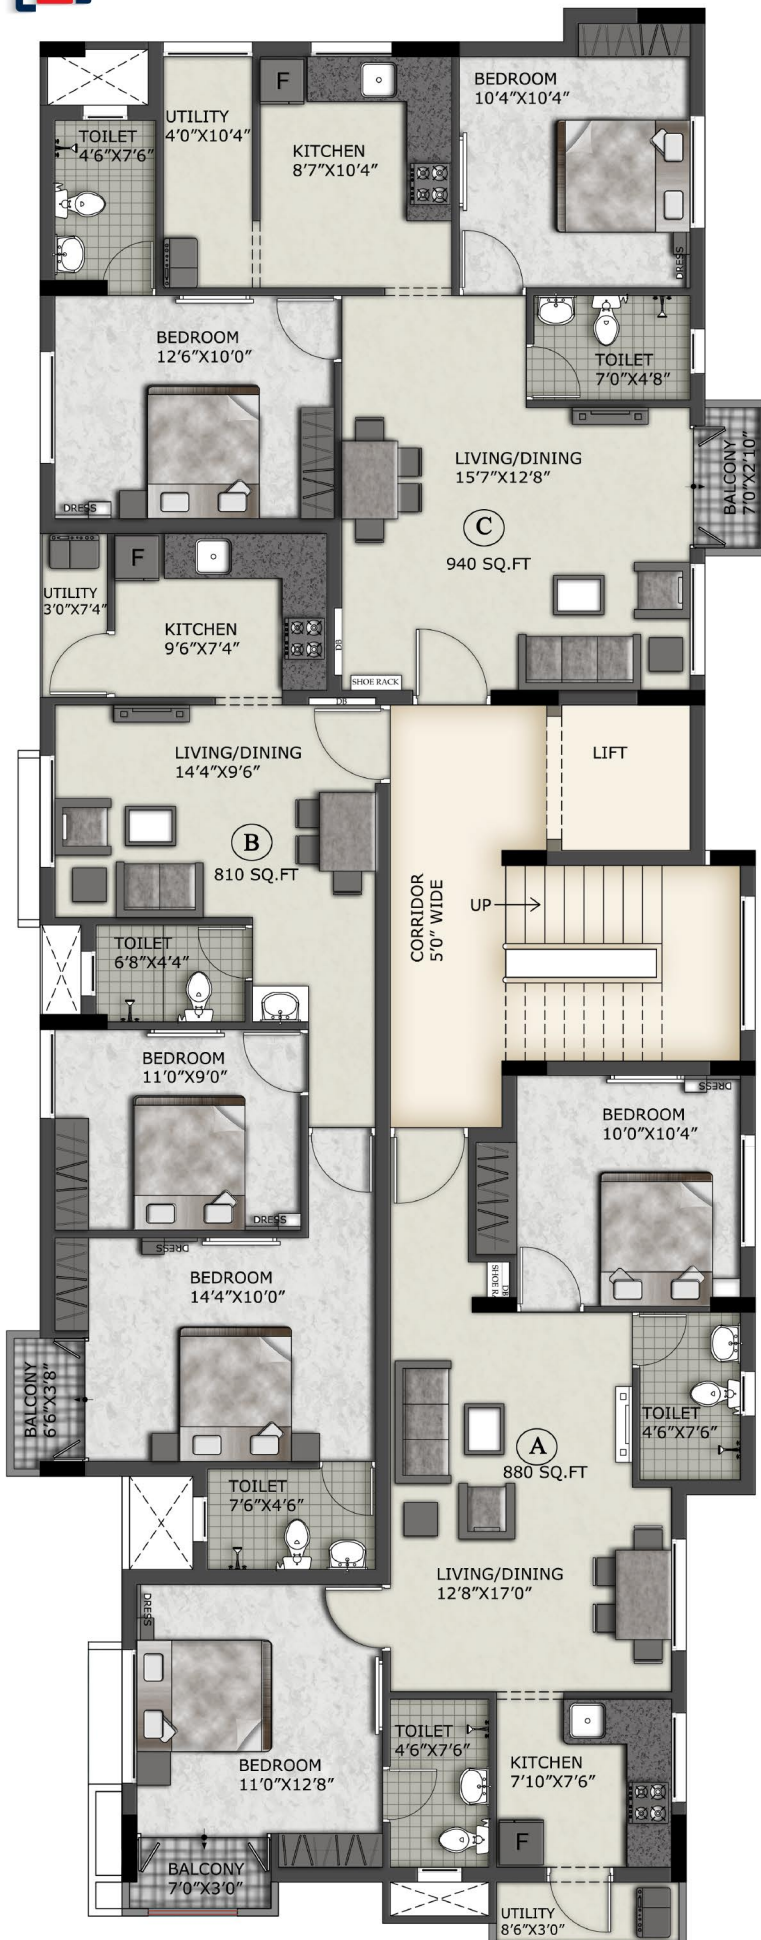 BEDROOM
10'4"X10'4"
UTILITY
4'0"X10'4"
F
KITCHEN
8'7"X10'4"
TOILET
4'6"X7'6"
DRESS
BEDROOM
12'6"X10'0"
TOILET
7'0"X4'8"
LIVING/DINING
15'7"X12'8"
BALCONY
7'0"X2'10"
DRESS
C
940 SQ.FT
F
UTILITY
3'0"X7'4"
KITCHEN
9'6"X7'4"
DB
SHOE RACK
DB
LIVING/DINING
14'4"X9'6"
LIFT
B
810 SQ.FT
CORRIDOR
5'0" WIDE
UP
TOILET
6'8"X4'4"
BEDROOM
11'0"X9'0"
DRESS
BEDROOM
10'0"X10'4"
DRESS
DRESS
BEDROOM
14'4"X10'0"
SHOE RA
DB
BALCONY
6'6"X3'8"
TOILET
4'6"X7'6"
A
880 SQ.FT
TOILET
7'6"X4'6"
LIVING/DINING
12'8"X17'0"
DRESS
TOILET
4'6"X7'6"
KITCHEN
7'10"X7'6"
BEDROOM
11'0"X12'8"
F
BALCONY
7'0"X3'0"
UTILITY
8'6"X3'0"